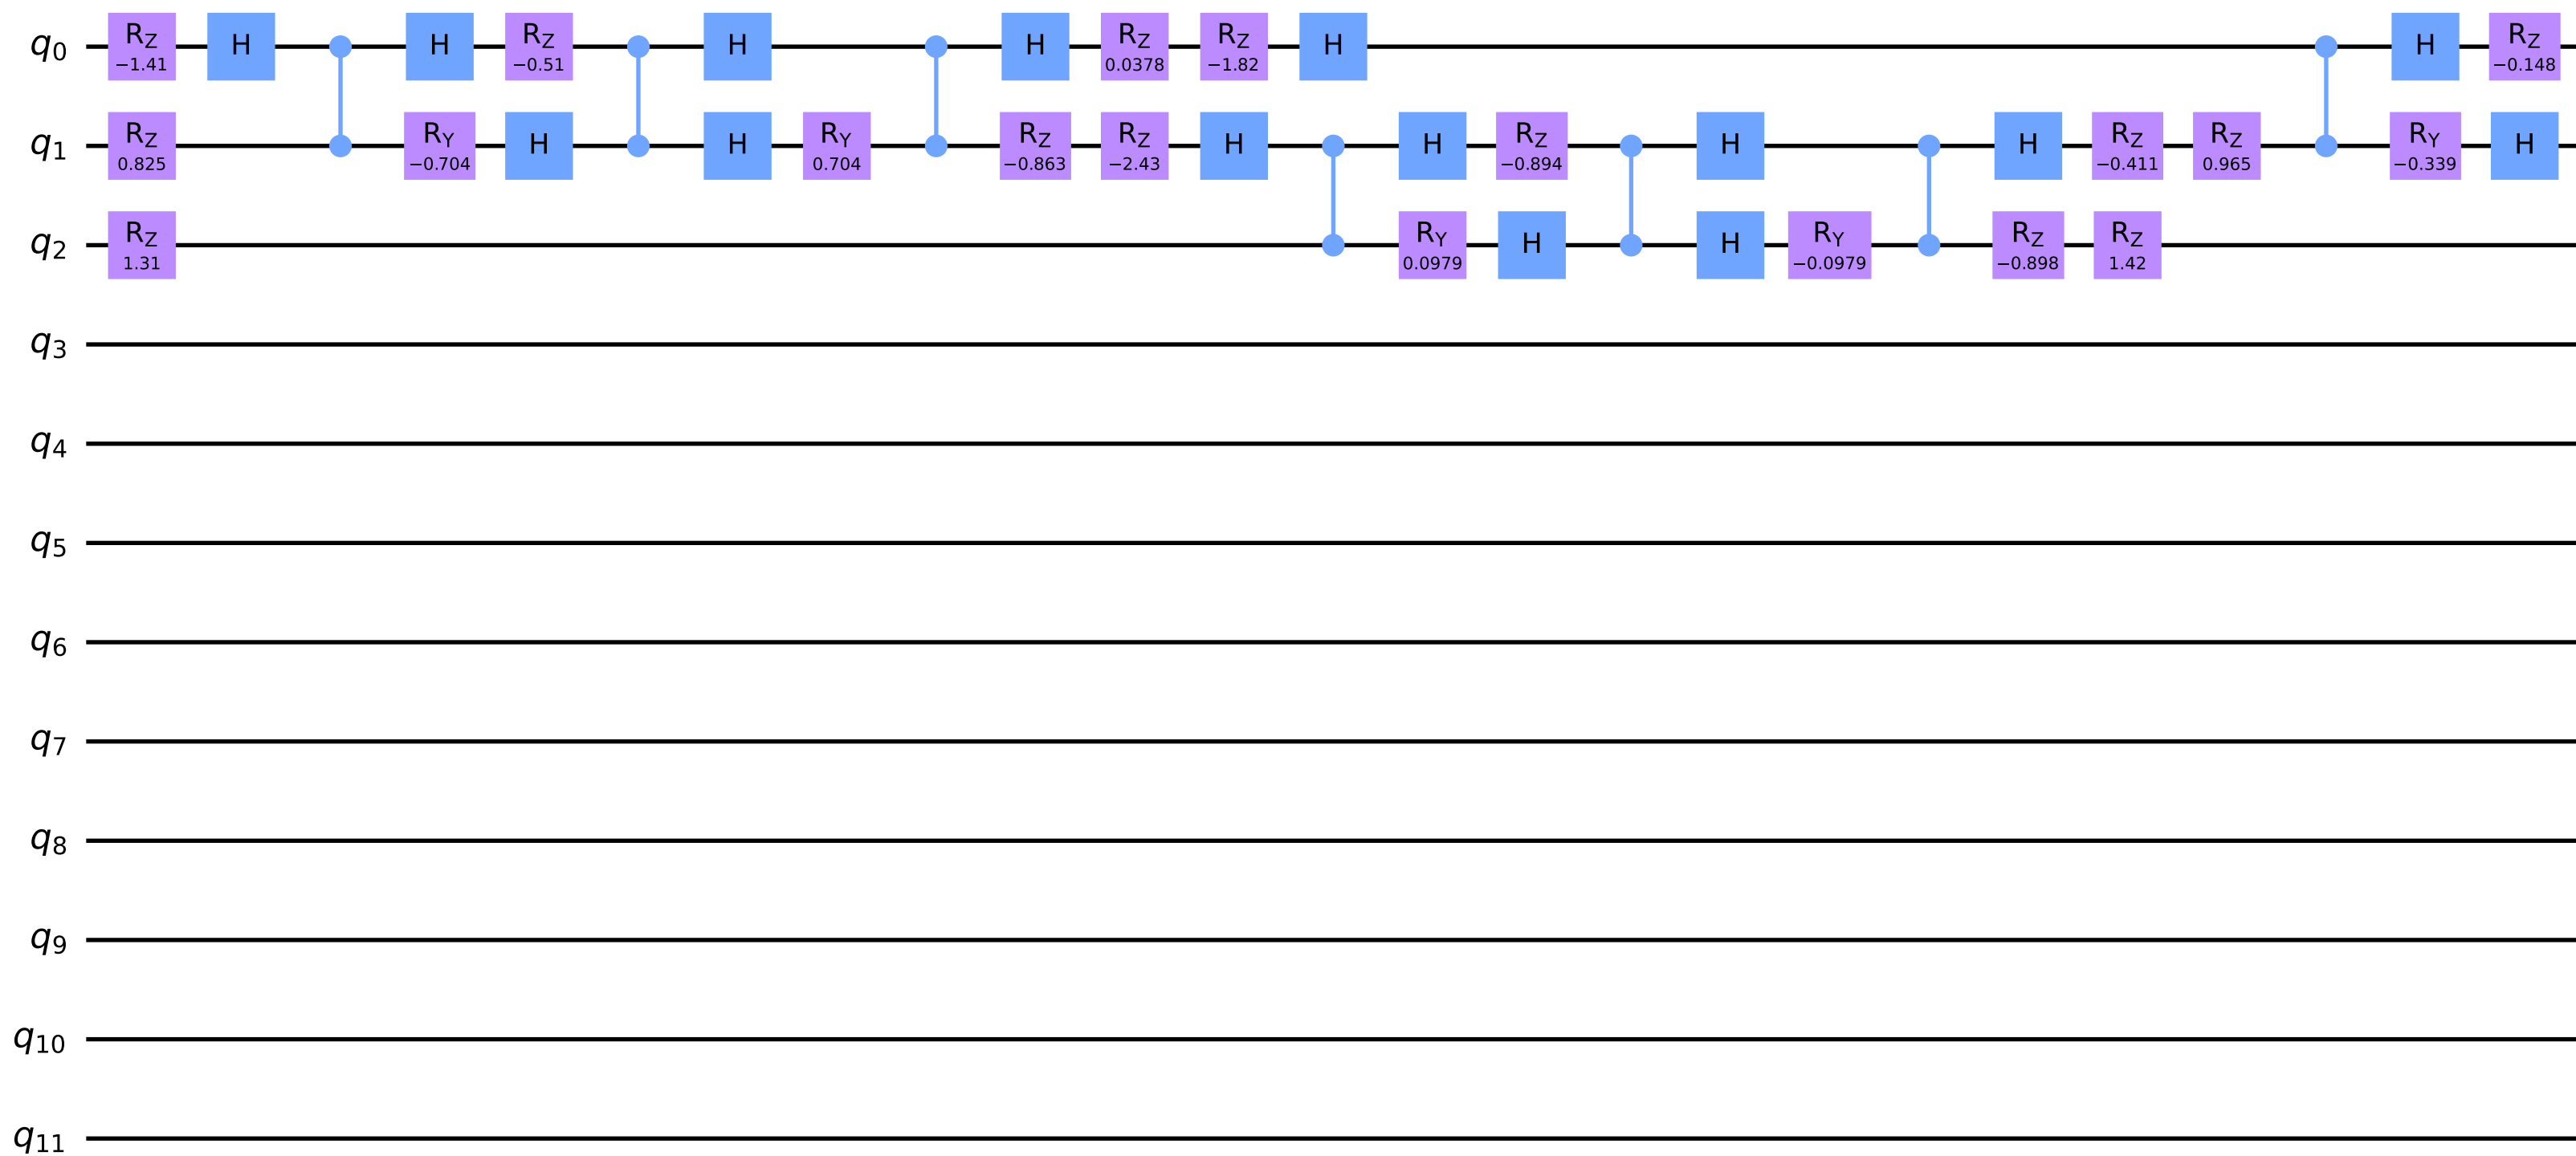 q0 RZ −1.41 H H RZ −0.51 H H RZ 0.0378 RZ −1.82 H H RZ −0.148
q1 RZ 0.825 RY −0.704 H H RY 0.704 RZ −0.863 RZ −2.43 H H RZ −0.894 H H RZ −0.411 RZ 0.965 RY −0.339 H
q2 RZ 1.31 RY 0.0979 H H RY −0.0979 RZ −0.898 RZ 1.42
q3
q4
q5
q6
q7
q8
q9
q10
q11